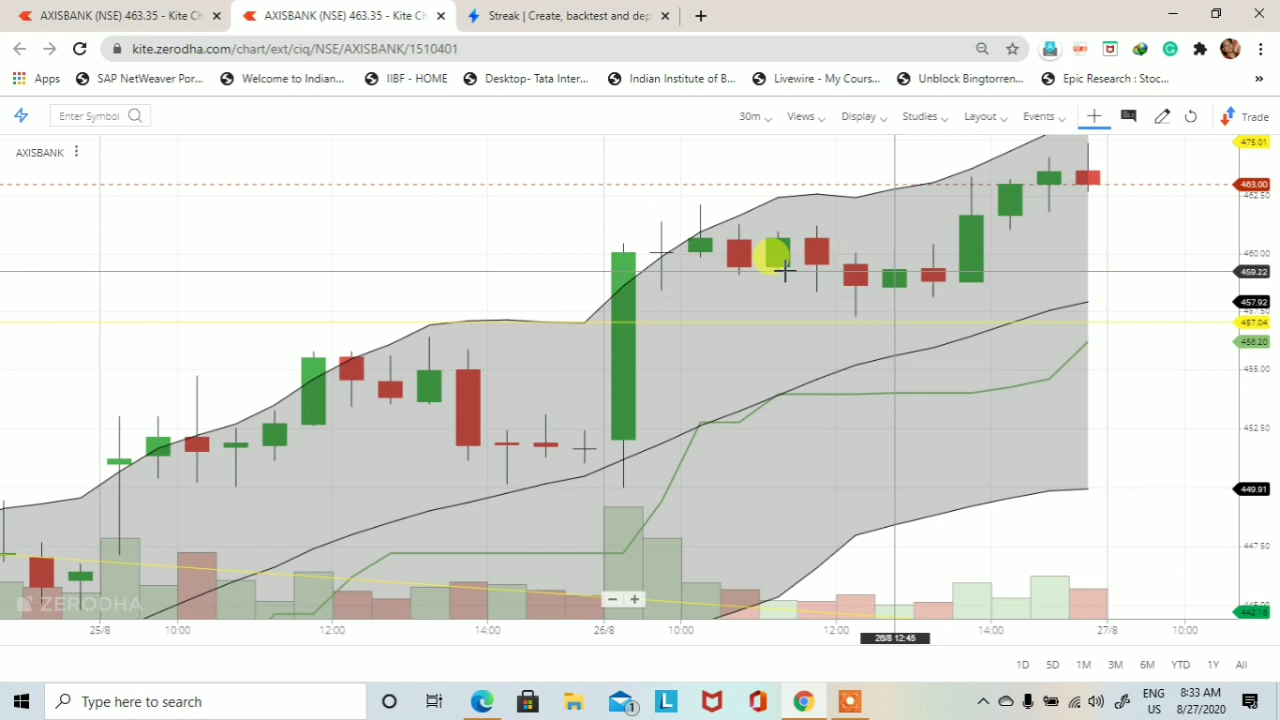 AXISBANK (NSE) 463.35 - Kite Ch
AXISBANK (NSE) 463.35 - Kite Ch
Streak | Create, backtest and dep
kite.zerodha.com/chart/ext/ciq/NSE/AXISBANK/1510401
Apps
SAP NetWeaver Por...
Welcome to Indian...
IIBF - HOME
Desktop- Tata Inter...
Indian Institute of B...
Livewire - My Cours...
Unblock Bingtorren...
Epic Research : Stoc...
»
Enter Symbol
30m
Views
Display
Studies
Layout
Events
Trade
AXISBANK
475.01
463.00
462.50
460.00
459.22
457.92
457.50
457.04
456.20
455.00
452.50
449.91
447.50
ZERODHA
25/8
10:00
12:00
14:00
26/8
10:00
12:00
14:00
27/8
10:00
26/8 12:45
1D
5D
1M
3M
6M
YTD
1Y
All
Type here to search
1
L
ENG
US
8:33 AM
8/27/2020